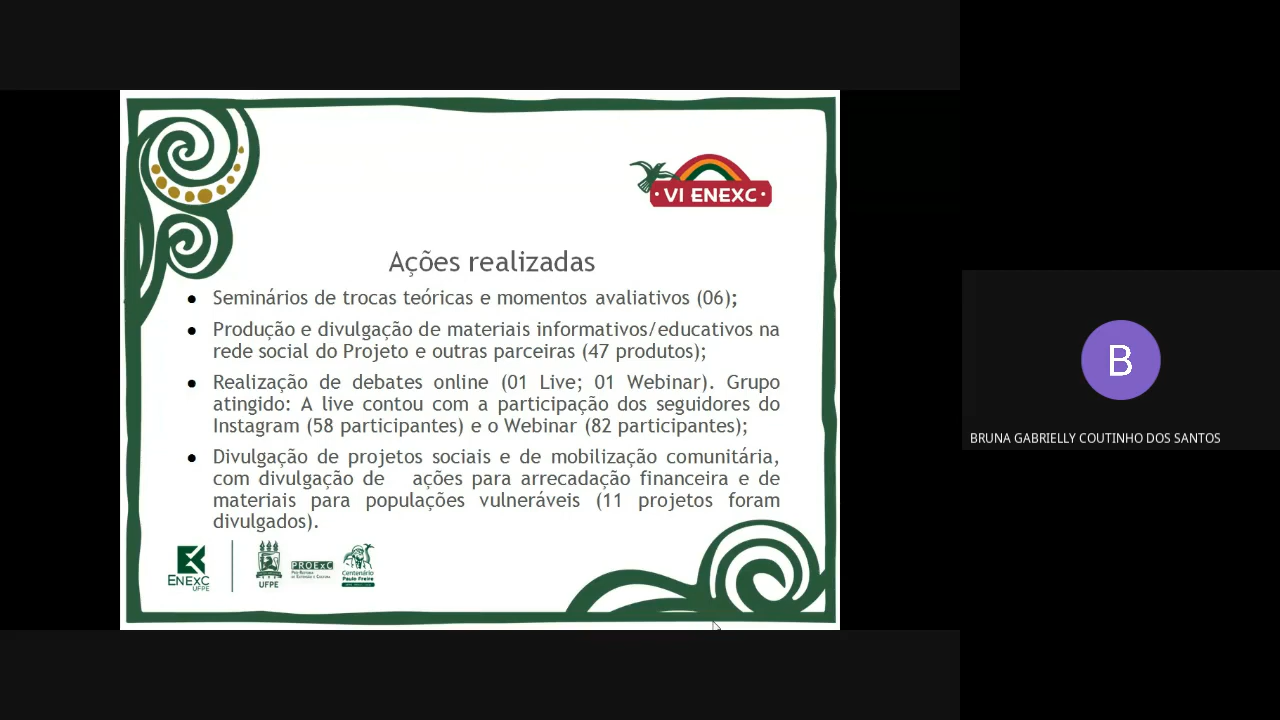 VI ENEXC
Ações realizadas
● Seminários de trocas teóricas e momentos avaliativos (06);
● Produção e divulgação de materiais informativos/educativos na
rede social do Projeto e outras parceiras (47 produtos);
● Realização de debates online (01 Live; 01 Webinar). Grupo
atingido: A live contou com a participação dos seguidores do
Instagram (58 participantes) e o Webinar (82 participantes);
● Divulgação de projetos sociais e de mobilização comunitária,
com divulgação de ações para arrecadação financeira e de
materiais para populações vulneráveis (11 projetos foram
divulgados).
ENEXC
UFPE
UFPE
PROExC
Centenário
Paulo Freire
B
BRUNA GABRIELLY COUTINHO DOS SANTOS